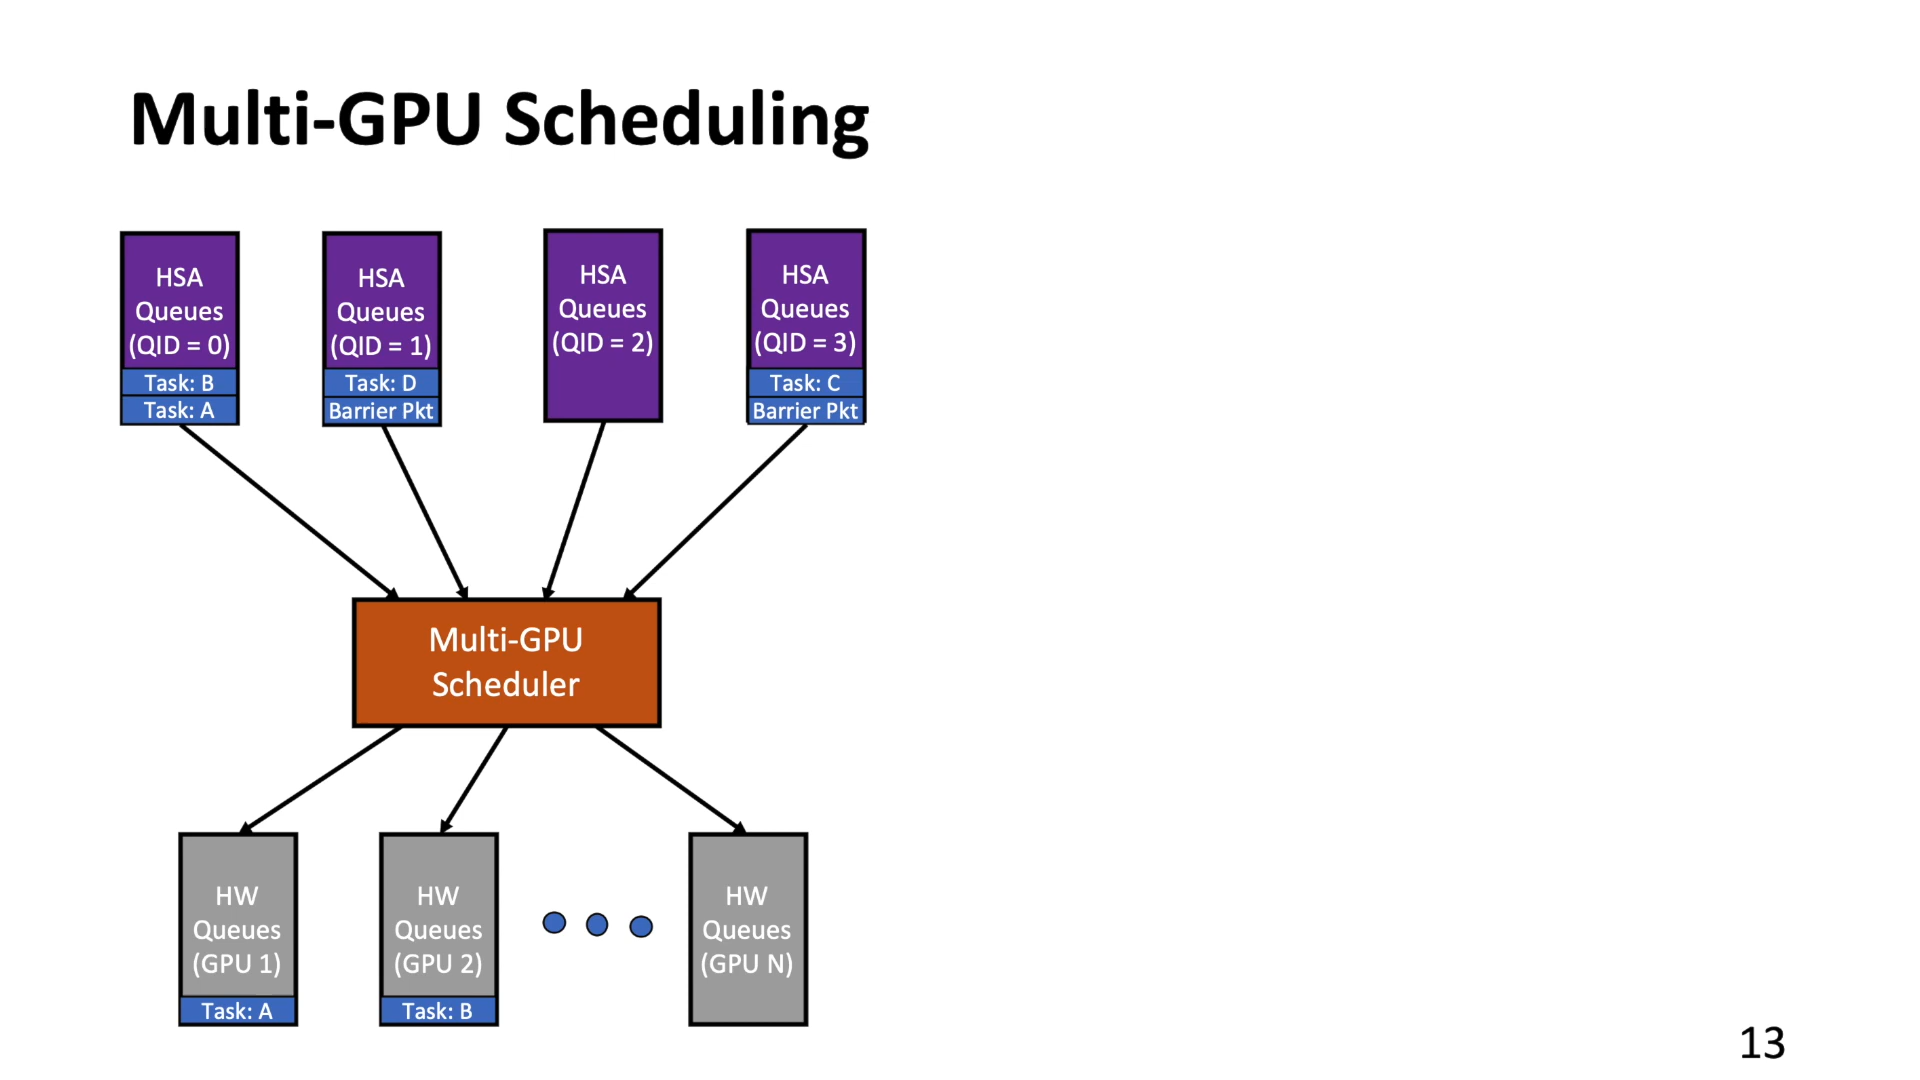 Multi-GPU Scheduling
HSA
Queues
(QID = 0)
Task: B
Task: A
HSA
Queues
(QID = 1)
Task: D
Barrier Pkt
HSA
Queues
(QID = 2)
HSA
Queues
(QID = 3)
Task: C
Barrier Pkt
Multi-GPU
Scheduler
HW
Queues
(GPU 1)
Task: A
HW
Queues
(GPU 2)
Task: B
HW
Queues
(GPU N)
13